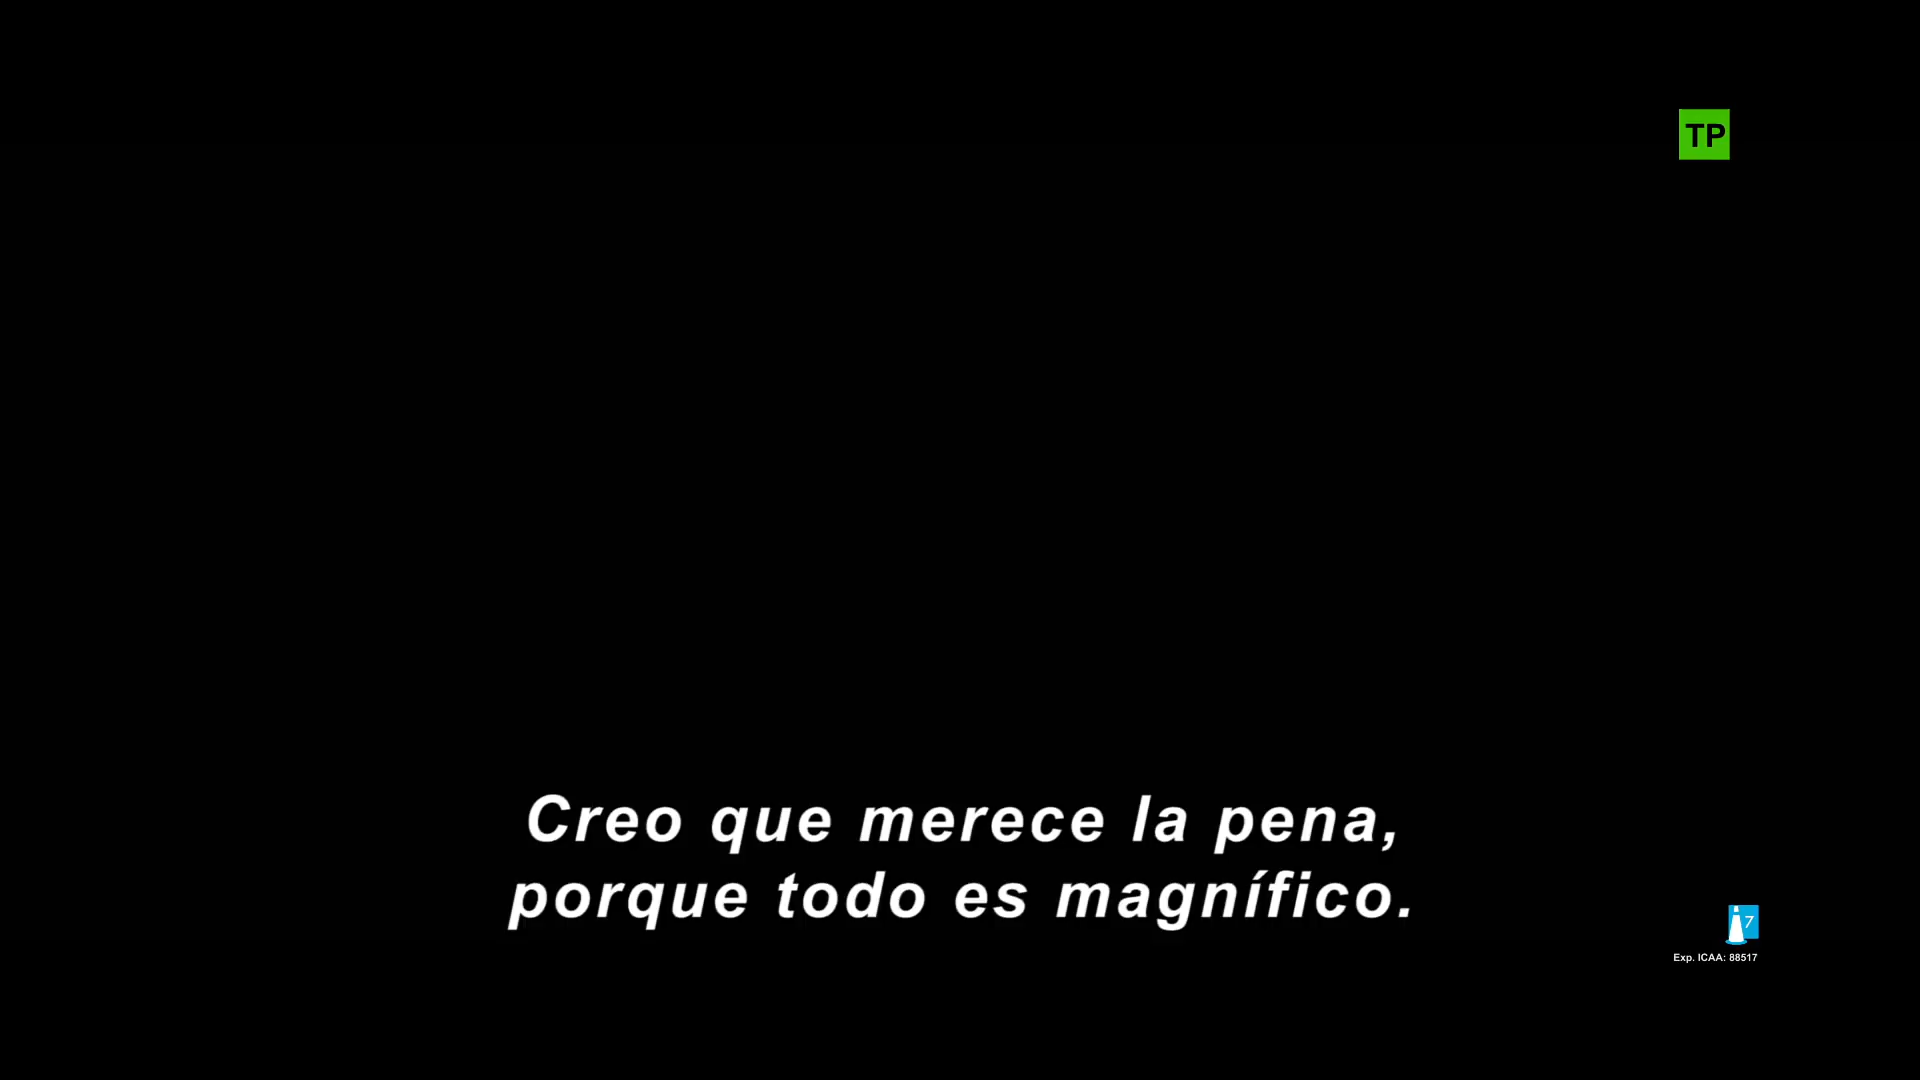 TP
Creo que merece la pena,
porque todo es magnífico.
7
Exp. ICAA: 88517